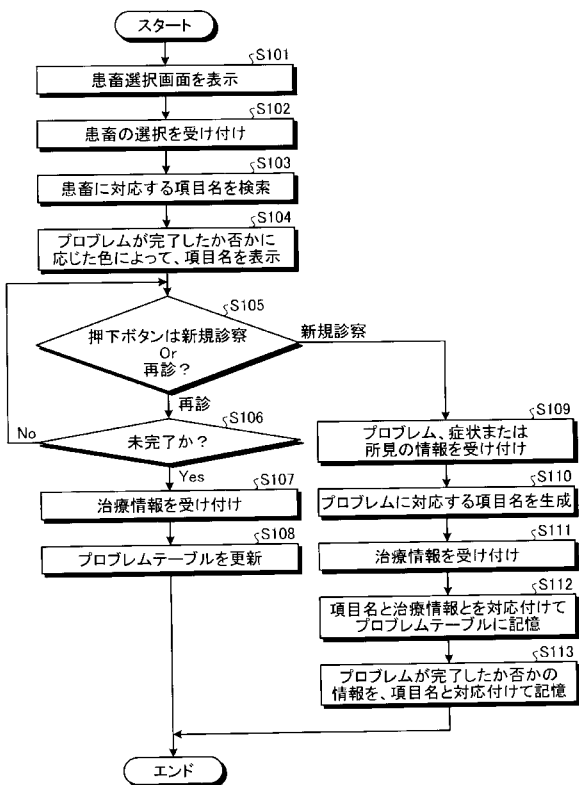 スタート
S101
患畜選択画面を表示
S102
患畜の選択を受け付け
S103
患畜に対応する項目名を検索
S104
プロブレムが完了したか否かに
応じた色によって、項目名を表示
S105
押下ボタンは新規診察
Or
再診？
新規診察
再診
S106
未完了か？
No
Yes
S107
治療情報を受け付け
S108
プロブレムテーブルを更新
S109
プロブレム、症状または
所見の情報を受け付け
S110
プロブレムに対応する項目名を生成
S111
治療情報を受け付け
S112
項目名と治療情報とを対応付けて
プロブレムテーブルに記憶
S113
プロブレムが完了したか否かの
情報を、項目名と対応付けて記憶
エンド